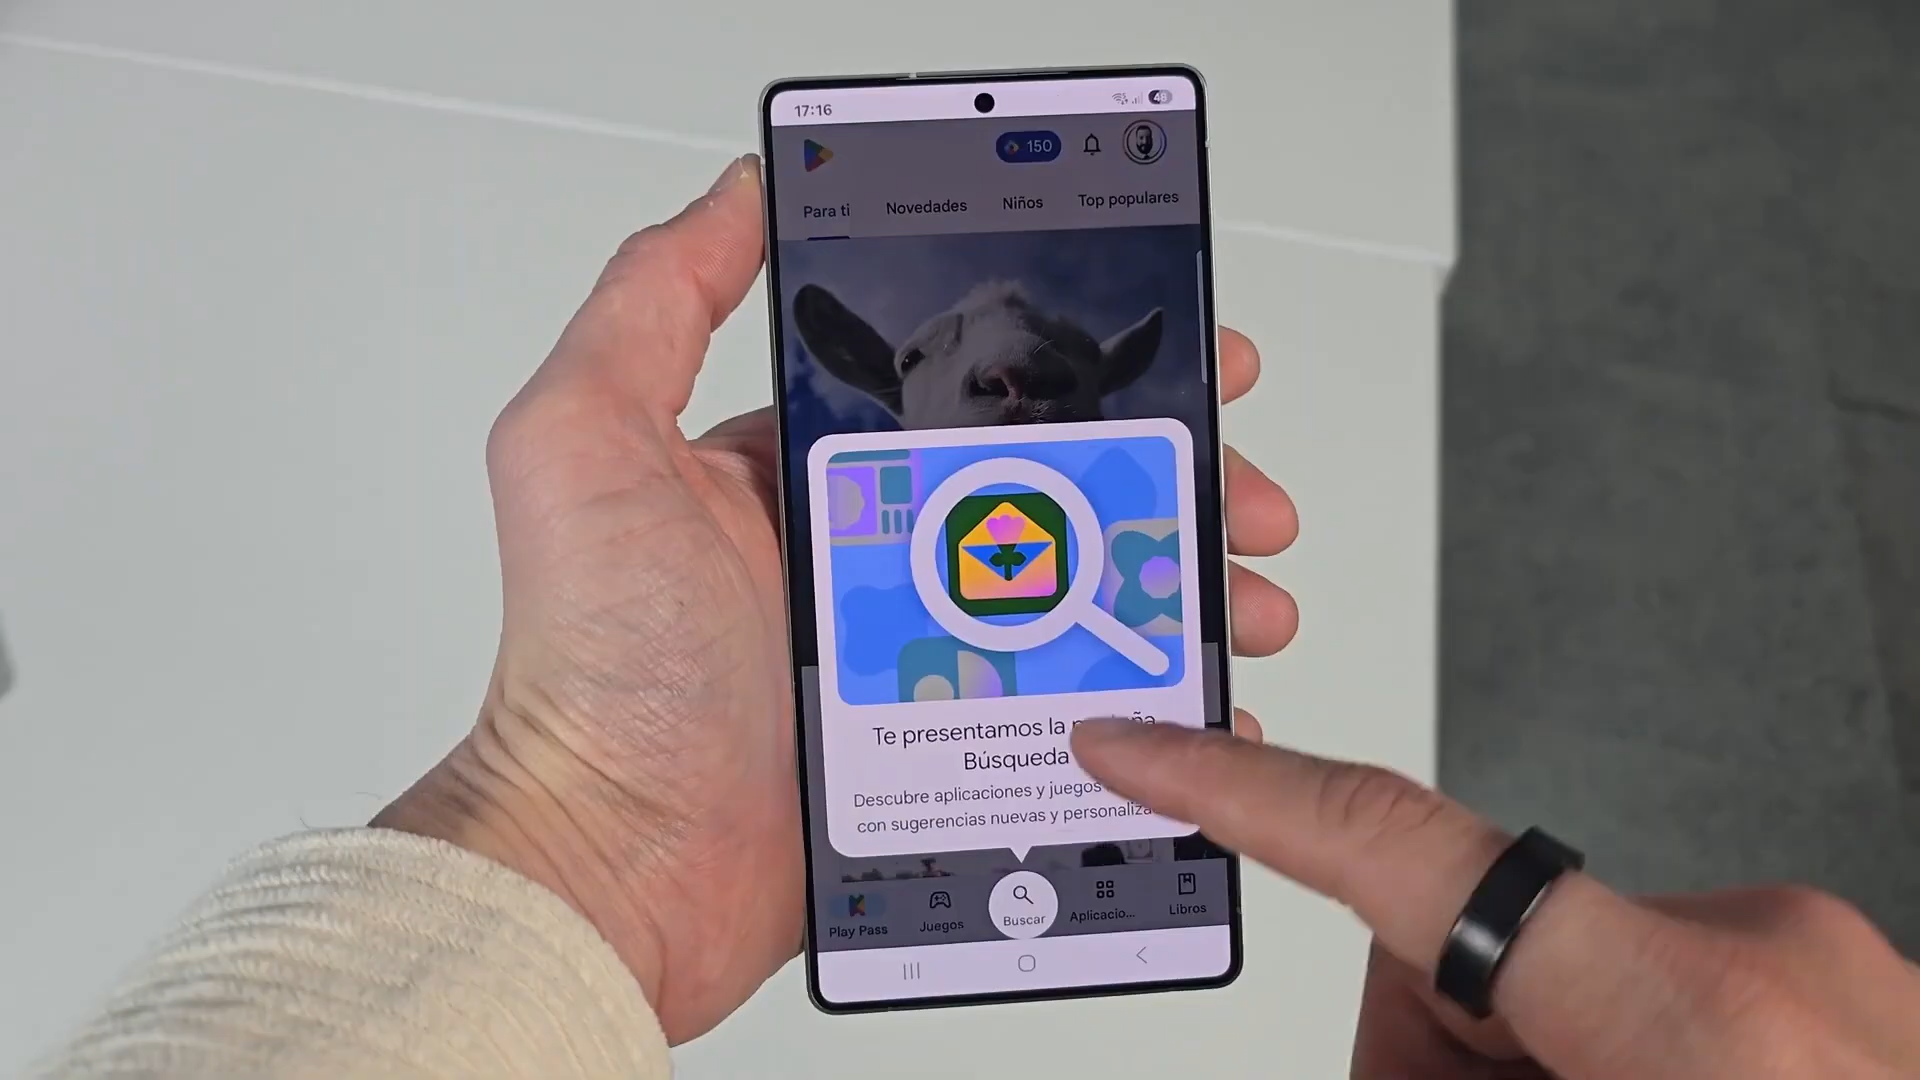 17:16
48
150
Para ti Novedades Niños Top populares
Te presentamos la
Búsqueda
Descubre aplicaciones y juegos
con sugerencias nuevas y
Play Pass Juegos Buscar Aplicacio... Libros